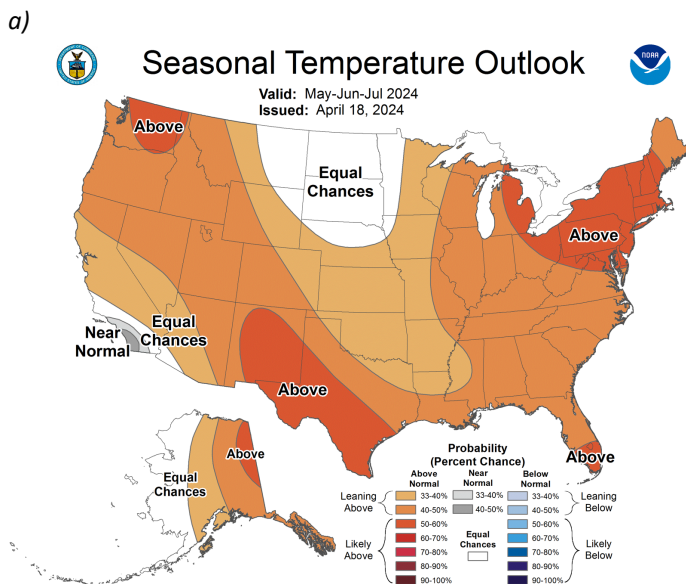 a)
Seasonal Temperature Outlook
NOAA
Valid: May-Jun-Jul 2024
Issued: April 18, 2024
Above
Equal
Chances
Above
Near
Normal
Equal
Chances
Above
Above
Equal
Chances
Above
Probability
(Percent Chance)
Above
Normal
Near
Normal
Below
Normal
Leaning
Above
33-40%
40-50%
33-40%
40-50%
33-40%
40-50%
Leaning
Below
Likely
Above
50-60%
60-70%
70-80%
80-90%
90-100%
Equal
Chances
50-60%
60-70%
70-80%
80-90%
90-100%
Likely
Below